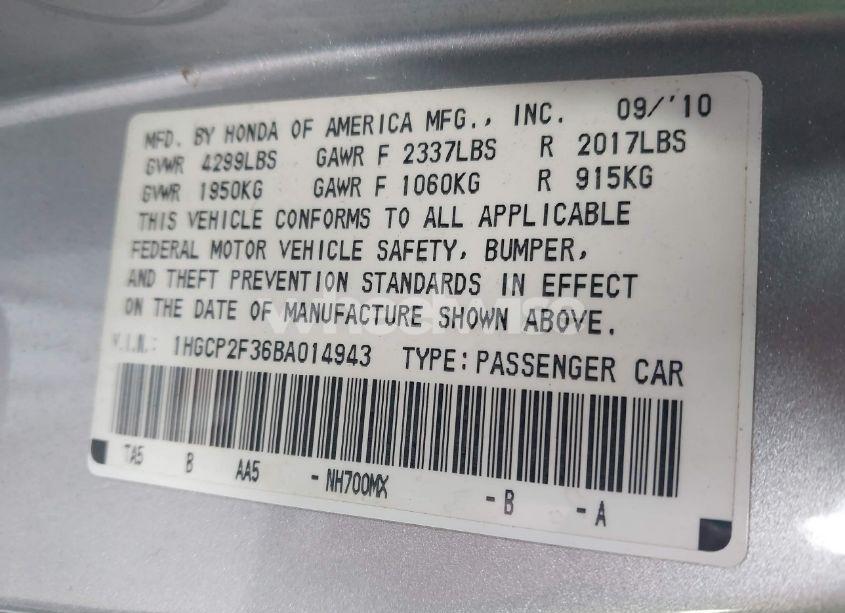 MFD. BY HONDA OF AMERICA MFG., INC. 09/'10
GVWR 4299LBS GAWR F 2337LBS R 2017LBS
GVWR 1950KG GAWR F 1060KG R 915KG
THIS VEHICLE CONFORMS TO ALL APPLICABLE
FEDERAL MOTOR VEHICLE SAFETY, BUMPER,
AND THEFT PREVENTION STANDARDS IN EFFECT
ON THE DATE OF MANUFACTURE SHOWN ABOVE.
V.I.N.: 1HGCP2F36BA014943 TYPE: PASSENGER CAR
TA5 B AA5 - NH700MX - B - A